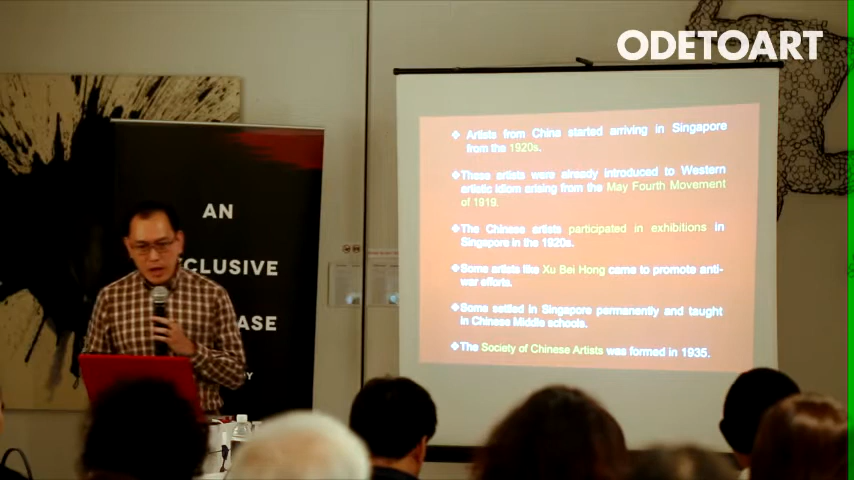 ODETOART
AN
CLUSIVE
ASE
Y
❖ Artists from China started arriving in Singapore
from the 1920s.
❖These artists were already introduced to Western
artistic idiom arising from the May Fourth Movement
of 1919.
❖The Chinese artists participated in exhibitions in
Singapore in the 1920s.
❖Some artists like Xu Bei Hong came to promote anti-
war efforts.
❖Some settled in Singapore permanently and taught
in Chinese Middle schools.
❖The Society of Chinese Artists was formed in 1935.